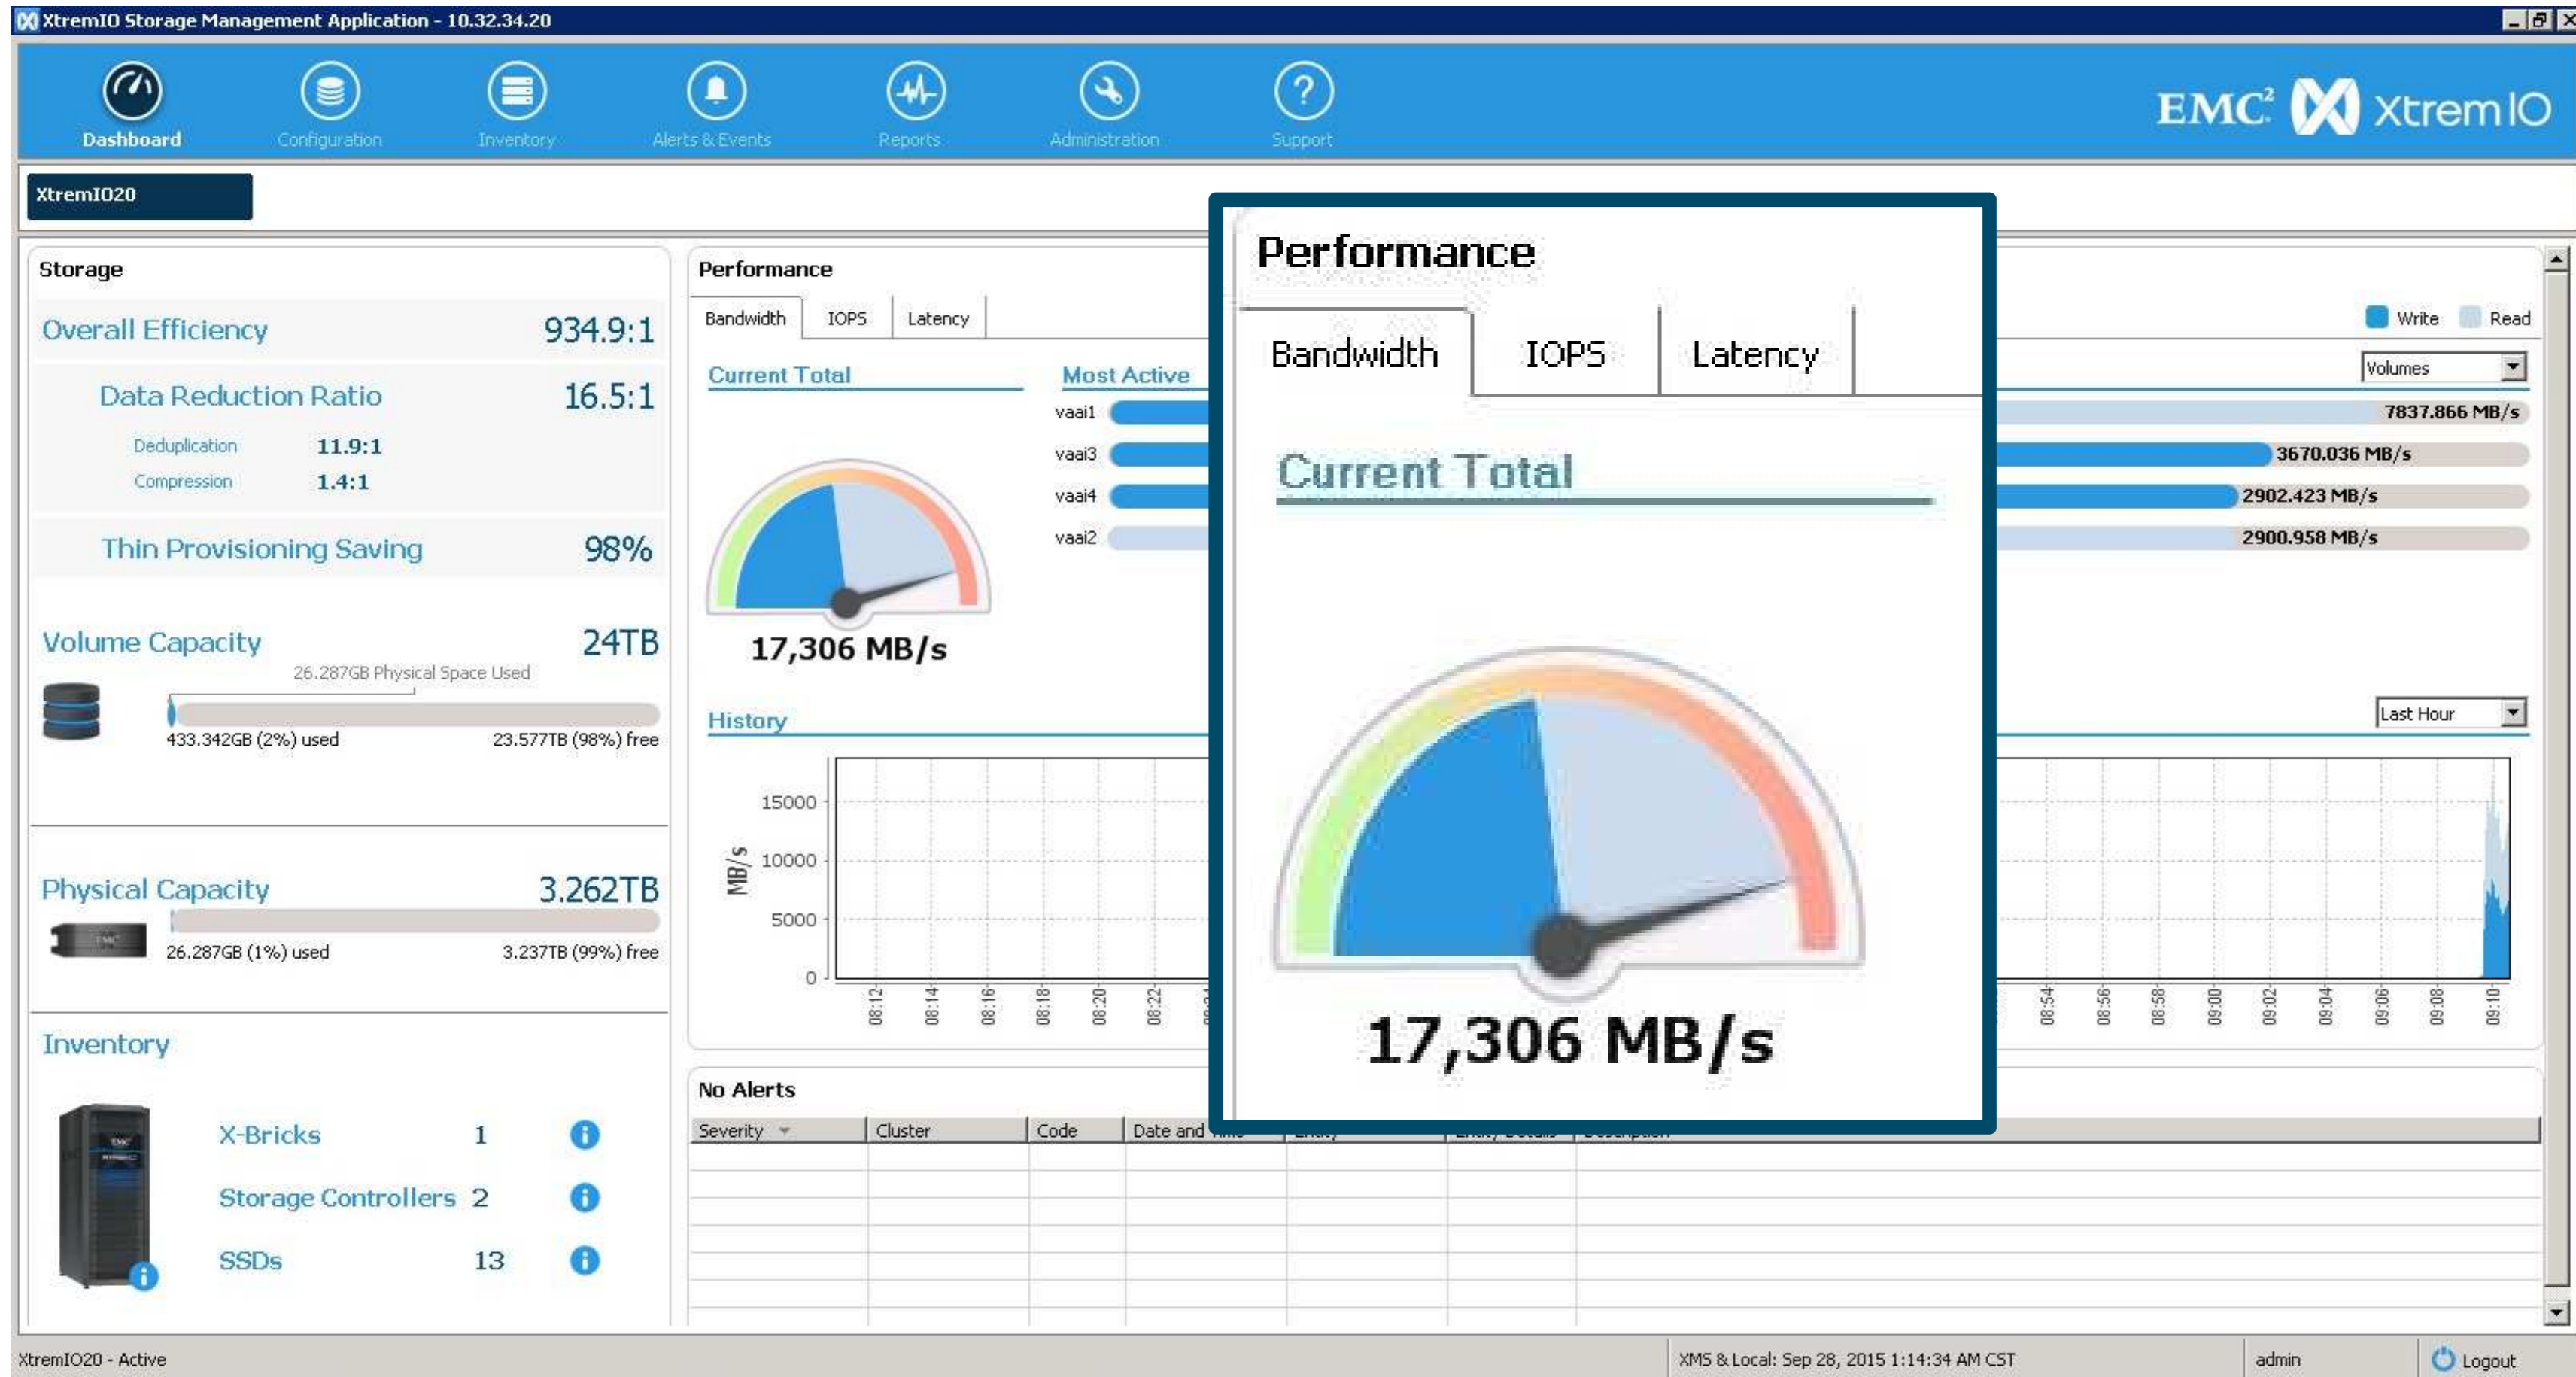 XtremIO Storage Management Application - 10.32.34.20
Dashboard
Configuration
Inventory
Alerts & Events
Reports
Administration
Support
EMC² XtremIO
XtremIO20
Storage
Overall Efficiency 934.9:1
Data Reduction Ratio 16.5:1
Deduplication 11.9:1
Compression 1.4:1
Thin Provisioning Saving 98%
Volume Capacity 24TB
26.287GB Physical Space Used
433.342GB (2%) used 23.577TB (98%) free
Physical Capacity 3.262TB
EMC²
26.287GB (1%) used 3.237TB (99%) free
Inventory
EMC²
X-Bricks 1
Storage Controllers 2
SSDs 13
Performance
Bandwidth IOPS Latency
Write Read
Current Total
Most Active
Volumes
vaai1 7837.866 MB/s
vaai3 3670.036 MB/s
vaai4 2902.423 MB/s
vaai2 2900.958 MB/s
17,306 MB/s
History
Last Hour
MB/s
15000
10000
5000
0
08:12 08:14 08:16 08:18 08:20 08:22 08:54 08:56 08:58 09:00 09:02 09:04 09:06 09:08 09:10
Performance
Bandwidth IOPS Latency
Current Total
17,306 MB/s
No Alerts
Severity Cluster Code Date and Time Entity Entity Details Description
XtremIO20 - Active
XMS & Local: Sep 28, 2015 1:14:34 AM CST
admin
Logout